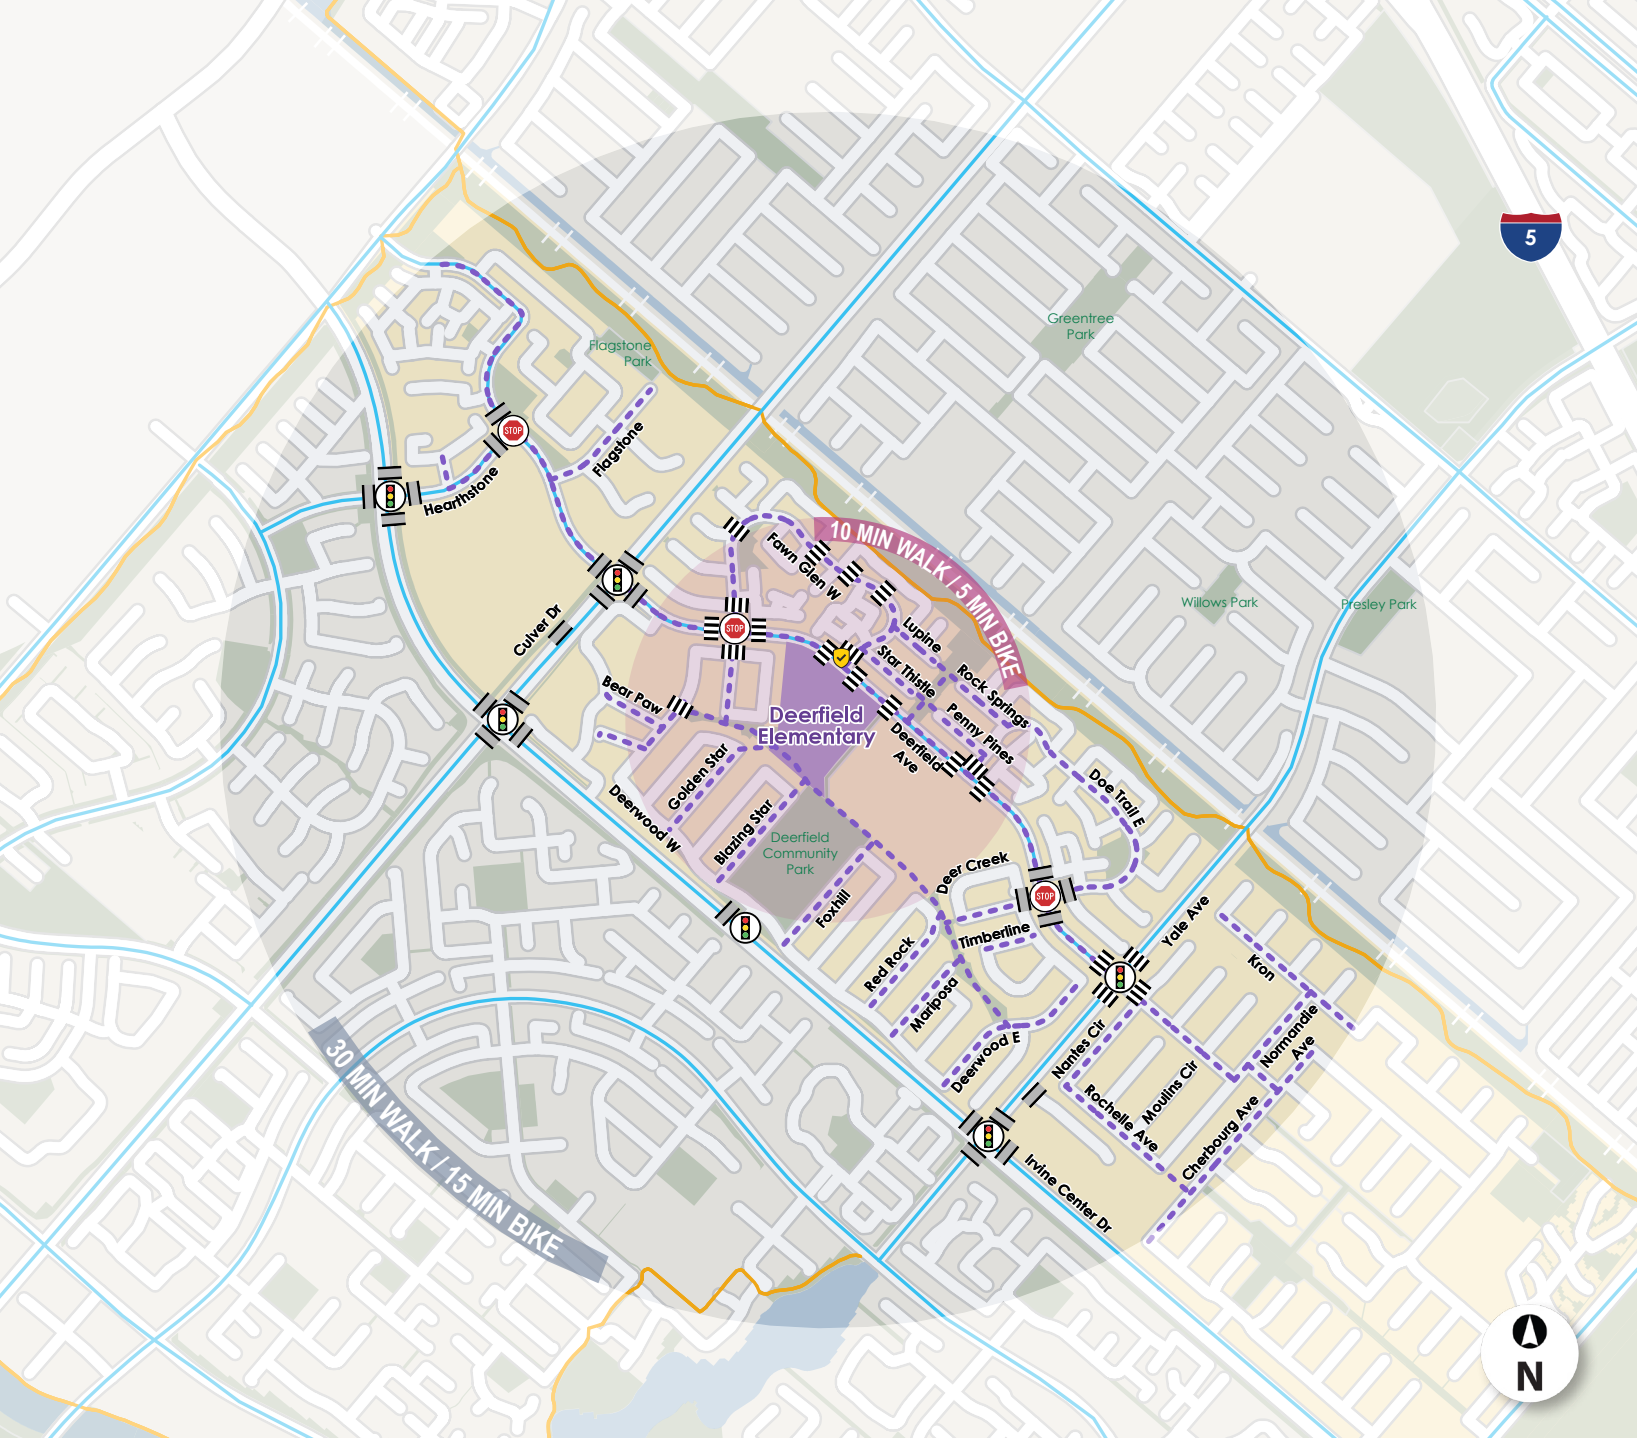 5
Greentree
Park
Flagstone
Park
STOP
Flagstone
Hearthstone
10 MIN WALK / 5 MIN BIKE
Fawn Glen W
Willows Park
Presley Park
Culver Dr
STOP
Lupine
Star Thistle
Rock Springs
Bear Paw
Penny Pines
Deerfield
Elementary
Deerfield
Ave
Golden Star
Doe Trail E
Deerwood W
Blazing Star
Deerfield
Community
Park
Deer Creek
STOP
Foxhill
Timberline
Yale Ave
Red Rock
Kron
Mariposa
Normandie
Ave
Nantes Cir
Deerwood E
Moulins Cir
Rochelle Ave
Cherbourg Ave
Irvine Center Dr
30 MIN WALK / 15 MIN BIKE
N